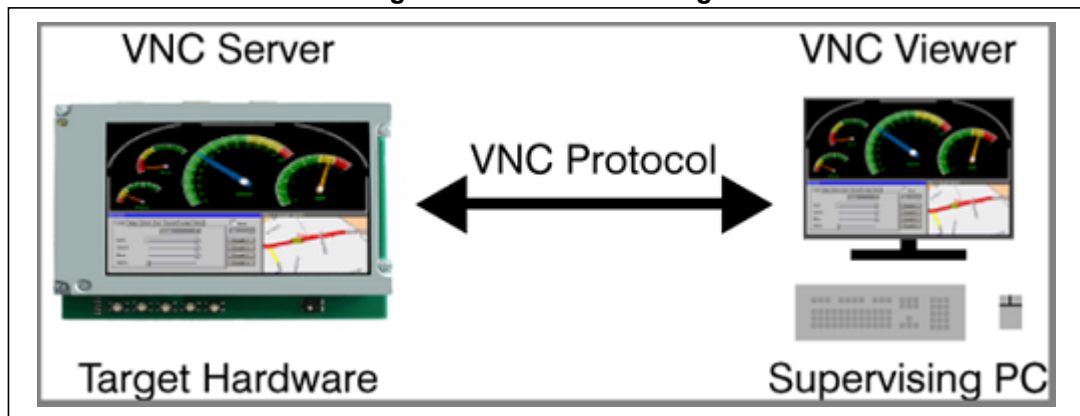 VNC Server
VNC Viewer
VNC Protocol
Target Hardware
Supervising PC